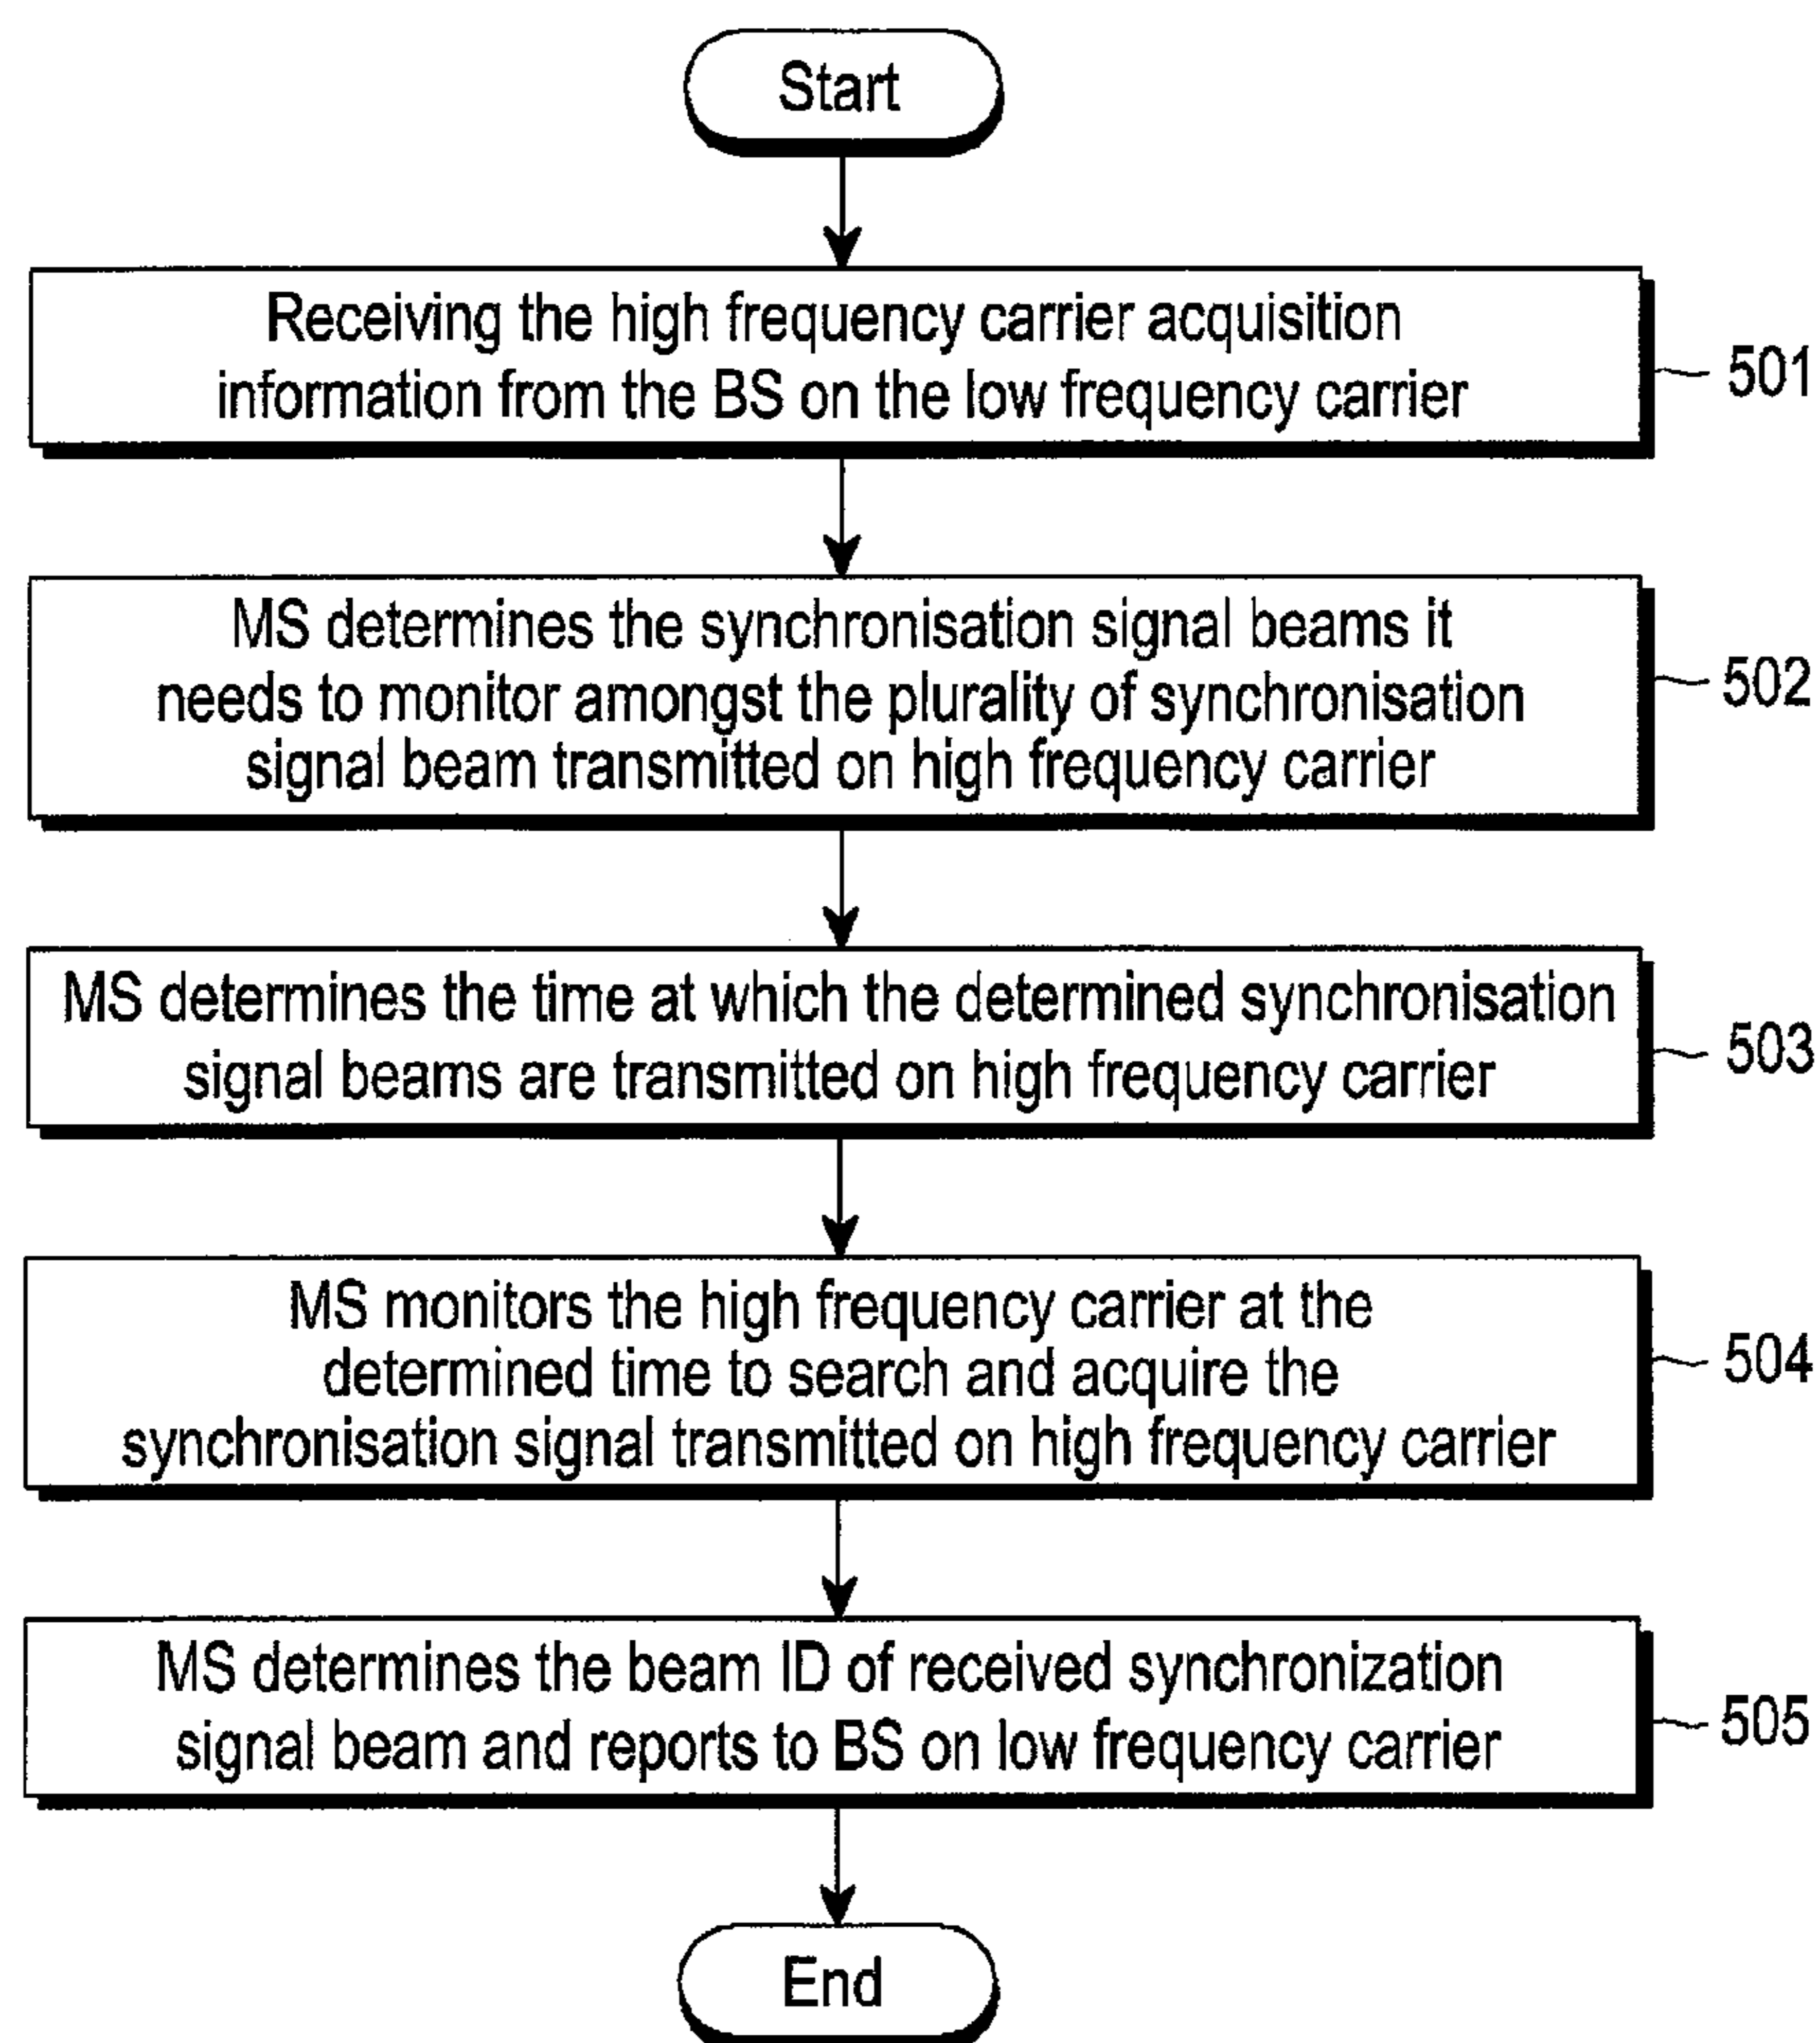 Start
Receiving the high frequency carrier acquisition
information from the BS on the low frequency carrier
501
MS determines the synchronisation signal beams it
needs to monitor amongst the plurality of synchronisation
signal beam transmitted on high frequency carrier
502
MS determines the time at which the determined synchronisation
signal beams are transmitted on high frequency carrier
503
MS monitors the high frequency carrier at the
determined time to search and acquire the
synchronisation signal transmitted on high frequency carrier
504
MS determines the beam ID of received synchronization
signal beam and reports to BS on low frequency carrier
505
End